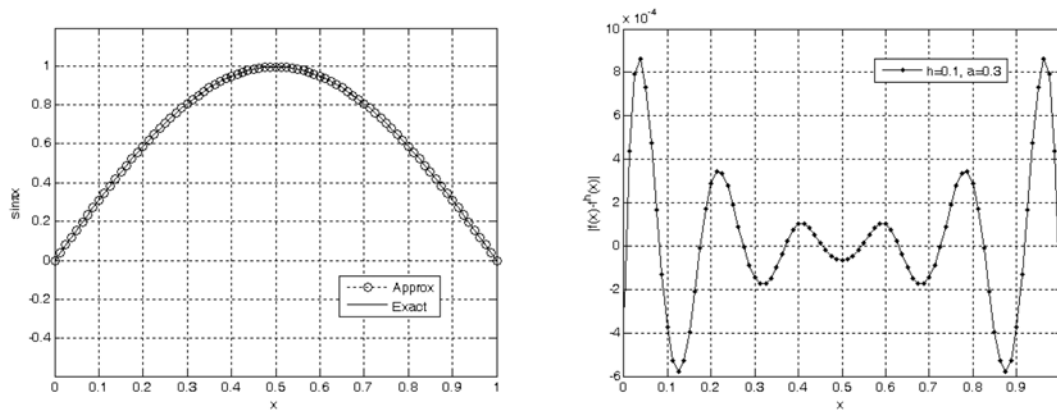 1
0.8
0.6
0.4
0.2
0
-0.2
-0.4
sinπx
0 0.1 0.2 0.3 0.4 0.5 0.6 0.7 0.8 0.9 1
x
Approx
Exact
x 10⁻⁴
10
8
6
4
2
0
-2
-4
-6
|f(x)-fʰ(x)|
0 0.1 0.2 0.3 0.4 0.5 0.6 0.7 0.8 0.9
x
h=0.1, a=0.3